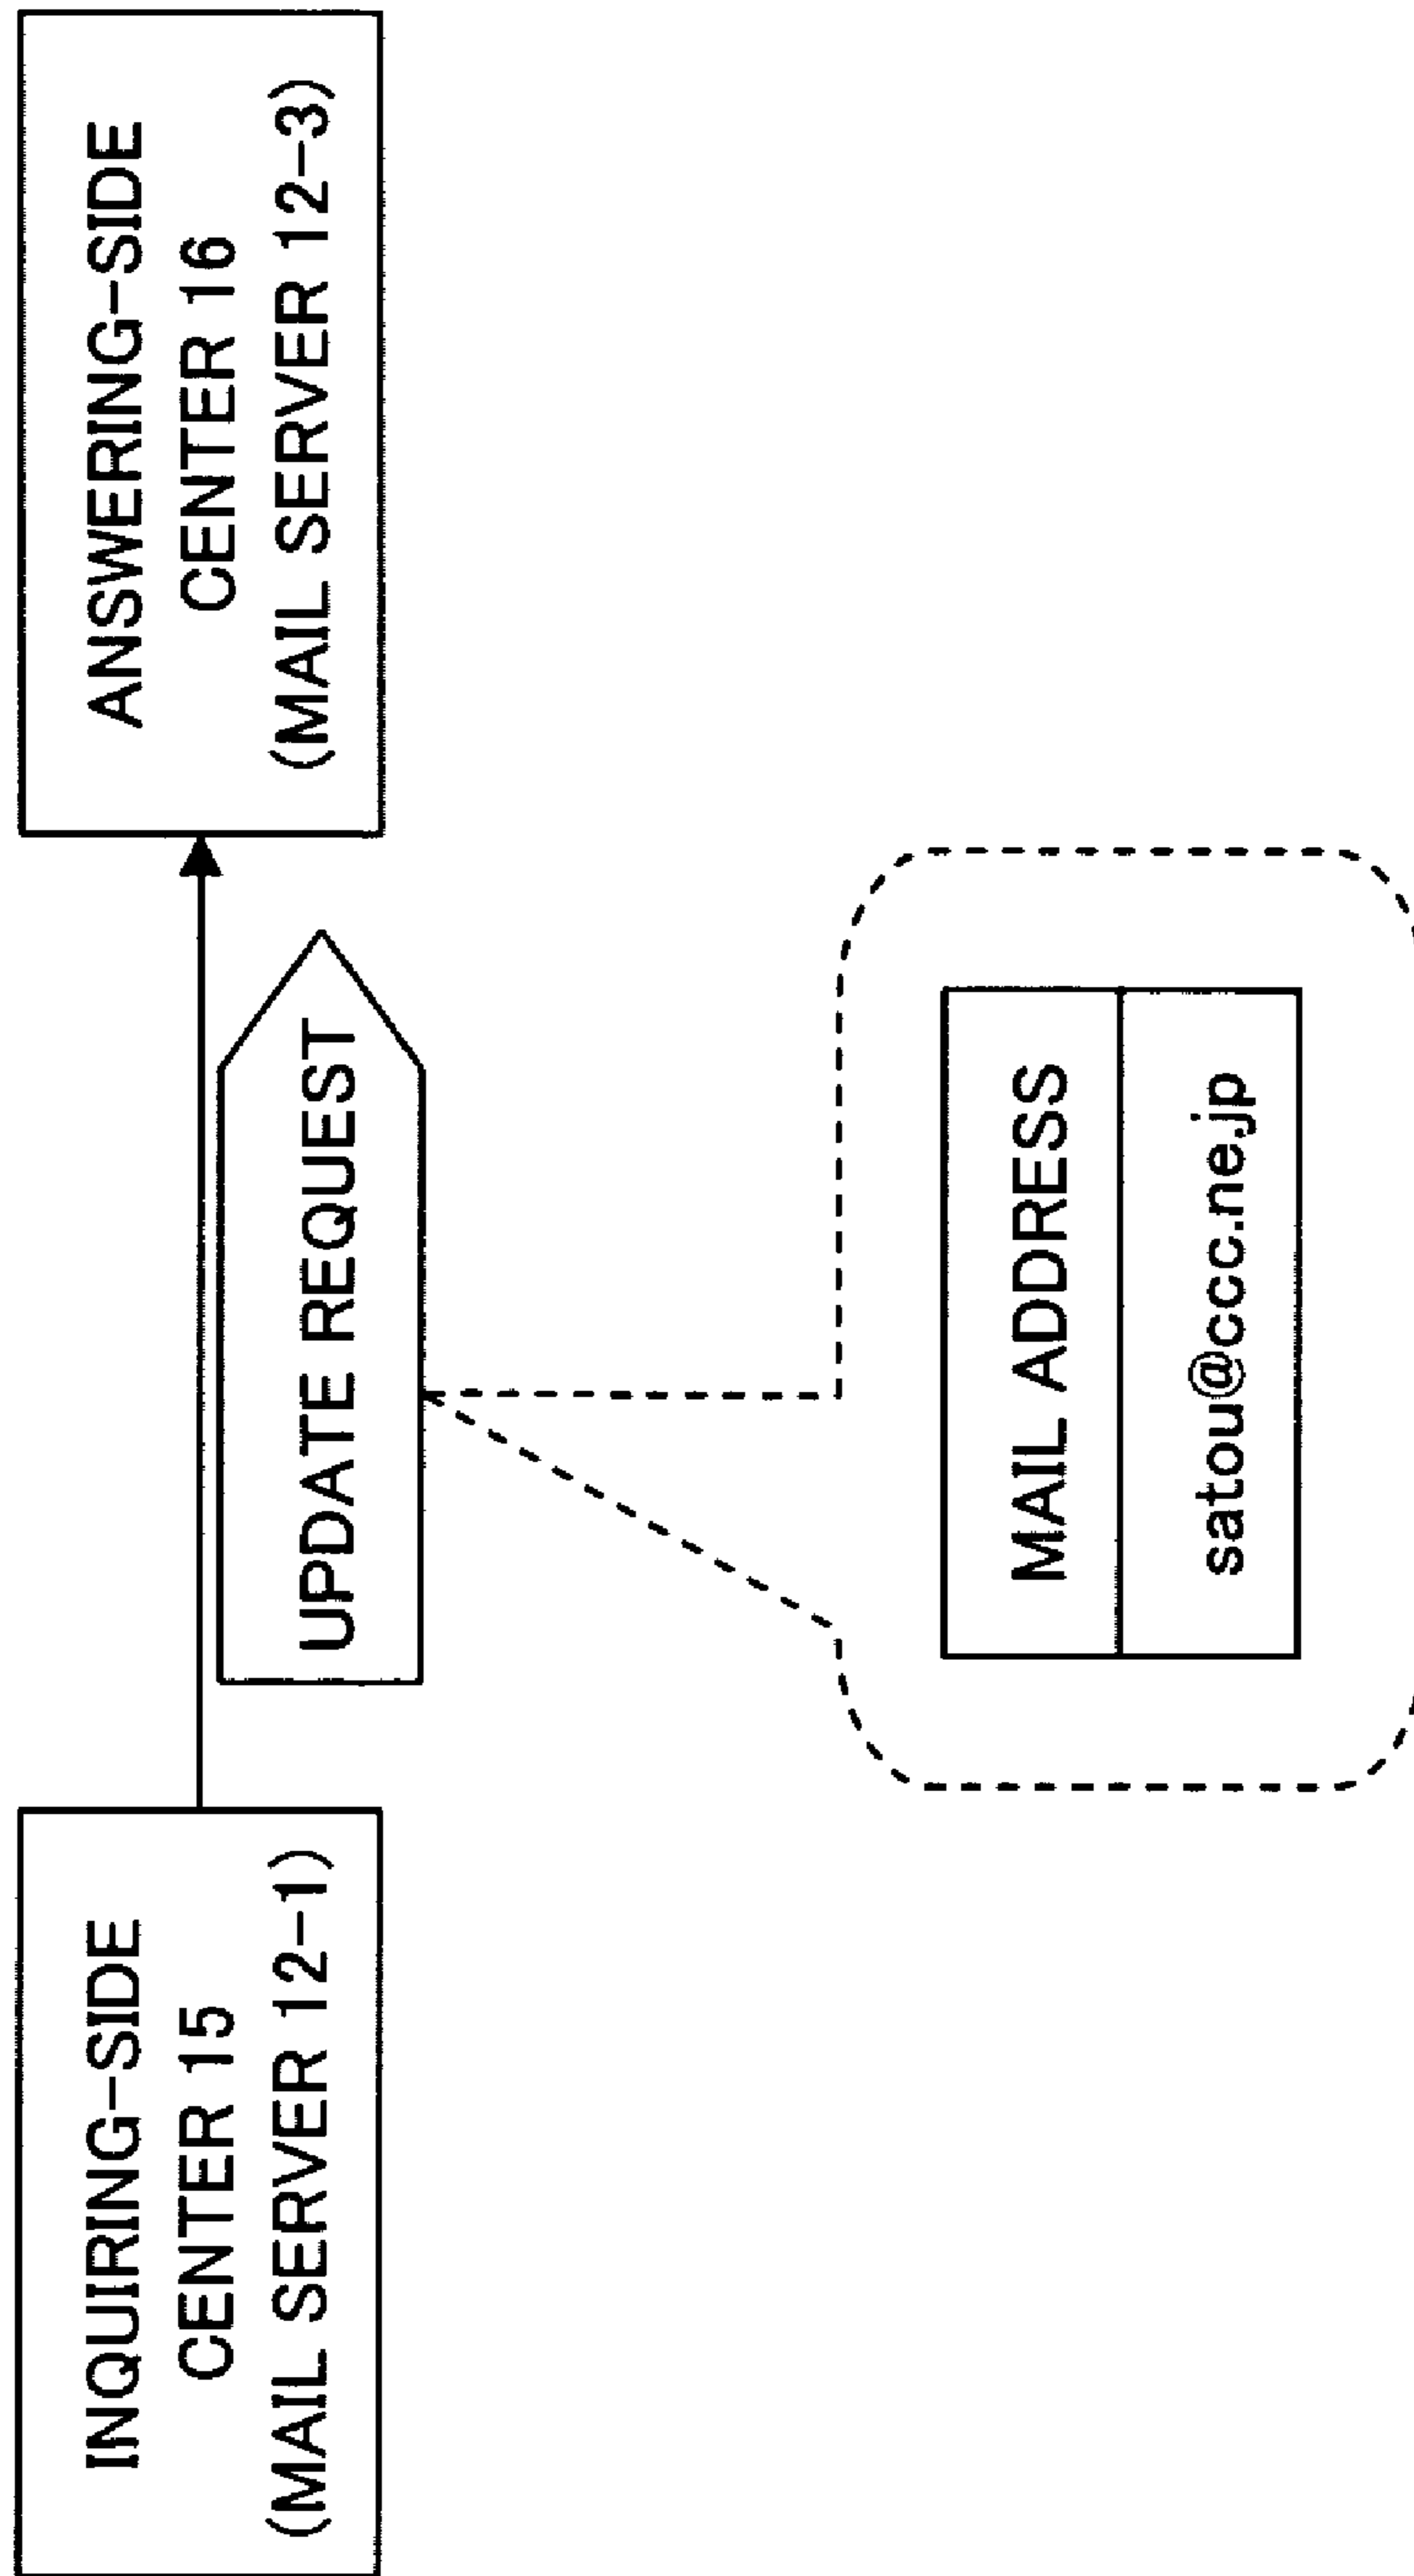 INQUIRING-SIDE
CENTER 15
(MAIL SERVER 12-1)
UPDATE REQUEST
ANSWERING-SIDE
CENTER 16
(MAIL SERVER 12-3)
MAIL ADDRESS
satou@ccc.ne.jp